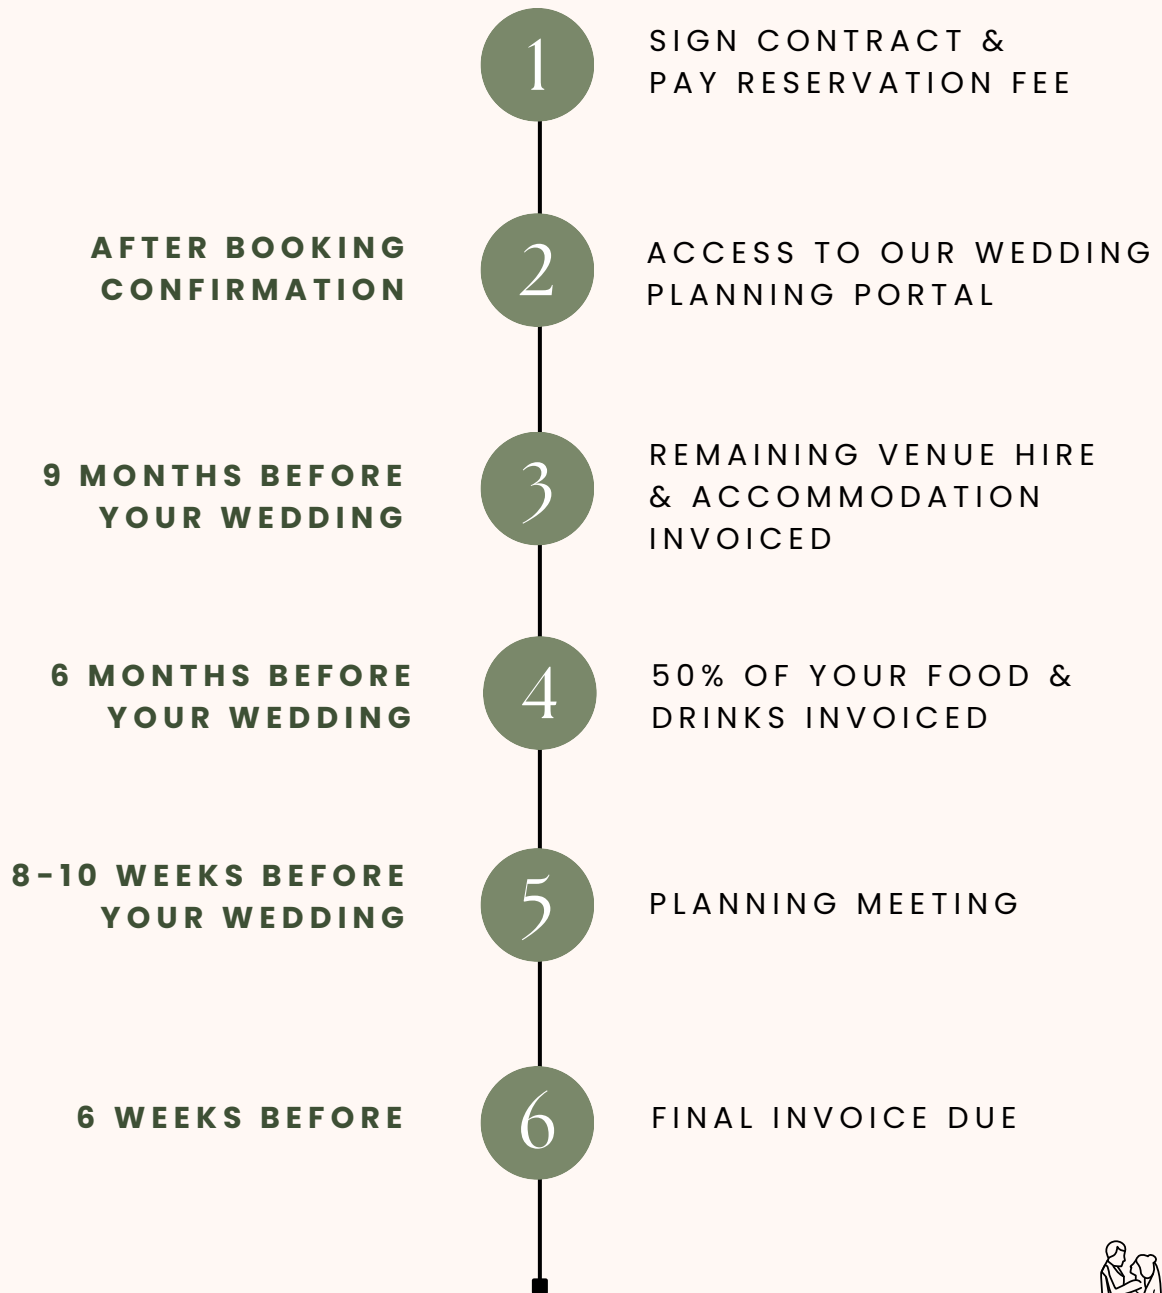 1
SIGN CONTRACT &
PAY RESERVATION FEE
AFTER BOOKING
CONFIRMATION
2
ACCESS TO OUR WEDDING
PLANNING PORTAL
9 MONTHS BEFORE
YOUR WEDDING
3
REMAINING VENUE HIRE
& ACCOMMODATION
INVOICED
6 MONTHS BEFORE
YOUR WEDDING
4
50% OF YOUR FOOD &
DRINKS INVOICED
8-10 WEEKS BEFORE
YOUR WEDDING
5
PLANNING MEETING
6 WEEKS BEFORE
6
FINAL INVOICE DUE